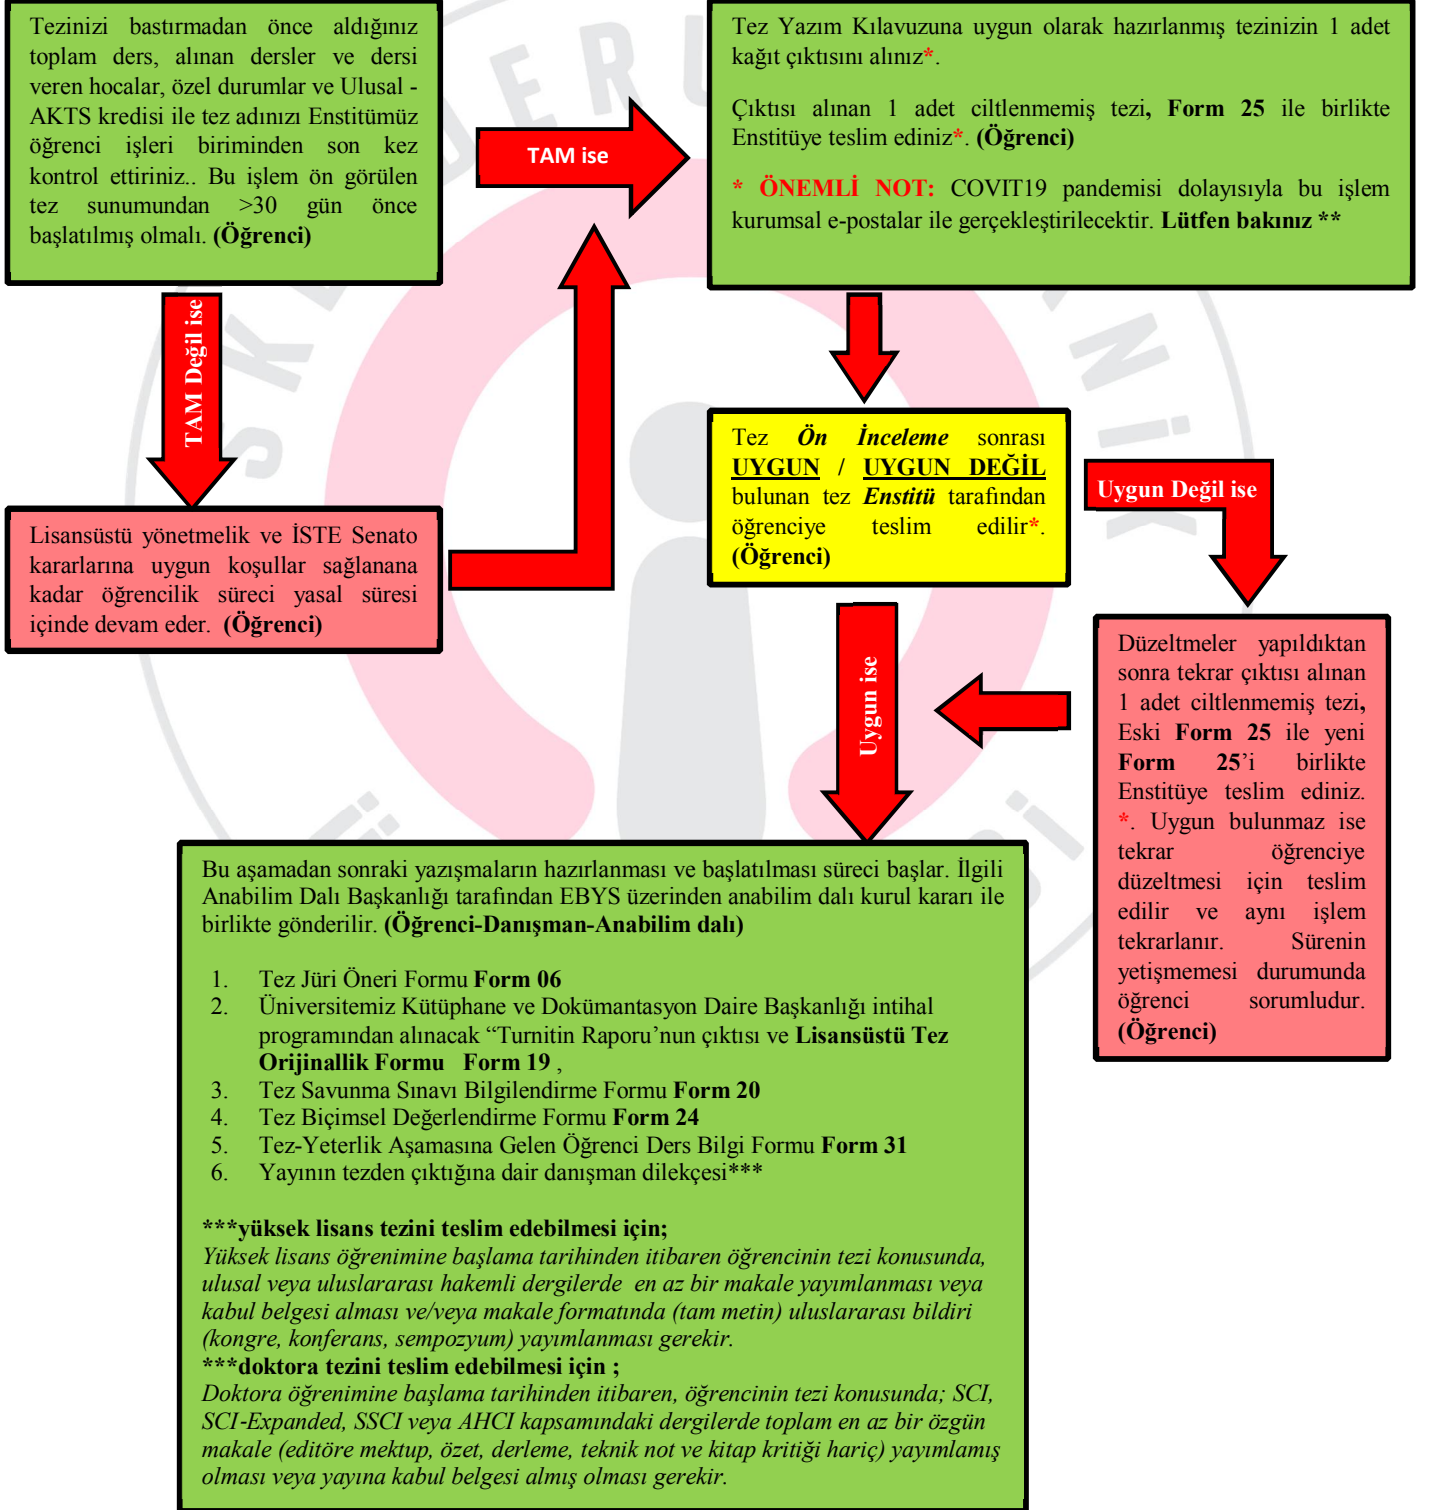 Tezinizi bastırmadan önce aldığınız
toplam ders, alınan dersler ve dersi
veren hocalar, özel durumlar ve Ulusal -
AKTS kredisi ile tez adınızı Enstitümüz
öğrenci işleri biriminden son kez
kontrol ettiriniz.. Bu işlem ön görülen
tez sunumundan >30 gün önce
başlatılmış olmalı. (Öğrenci)
TAM ise
Tez Yazım Kılavuzuna uygun olarak hazırlanmış tezinizin 1 adet
kağıt çıktısını alınız*.
Çıktısı alınan 1 adet ciltlenmemiş tezi, Form 25 ile birlikte
Enstitüye teslim ediniz*. (Öğrenci)
* ÖNEMLİ NOT: COVIT19 pandemisi dolayısıyla bu işlem
kurumsal e-postalar ile gerçekleştirilecektir. Lütfen bakınız **
TAM Değil ise
Lisansüstü yönetmelik ve İSTE Senato
kararlarına uygun koşullar sağlanana
kadar öğrencilik süreci yasal süresi
içinde devam eder. (Öğrenci)
Tez Ön İnceleme sonrası
UYGUN / UYGUN DEĞİL
bulunan tez Enstitü tarafından
öğrenciye teslim edilir*.
(Öğrenci)
Uygun Değil ise
Uygun ise
Düzeltmeler yapıldıktan
sonra tekrar çıktısı alınan
1 adet ciltlenmemiş tezi,
Eski Form 25 ile yeni
Form 25'i birlikte
Enstitüye teslim ediniz.
*. Uygun bulunmaz ise
tekrar öğrenciye
düzeltmesi için teslim
edilir ve aynı işlem
tekrarlanır. Sürenin
yetişmemesi durumunda
öğrenci sorumludur.
(Öğrenci)
Bu aşamadan sonraki yazışmaların hazırlanması ve başlatılması süreci başlar. İlgili
Anabilim Dalı Başkanlığı tarafından EBYS üzerinden anabilim dalı kurul kararı ile
birlikte gönderilir. (Öğrenci-Danışman-Anabilim dalı)
1. Tez Jüri Öneri Formu Form 06
2. Üniversitemiz Kütüphane ve Dokümantasyon Daire Başkanlığı intihal
programından alınacak “Turnitin Raporu’nun çıktısı ve Lisansüstü Tez
Orijinallik Formu Form 19 ,
3. Tez Savunma Sınavı Bilgilendirme Formu Form 20
4. Tez Biçimsel Değerlendirme Formu Form 24
5. Tez-Yeterlik Aşamasına Gelen Öğrenci Ders Bilgi Formu Form 31
6. Yayının tezden çıktığına dair danışman dilekçesi***
***yüksek lisans tezini teslim edebilmesi için;
Yüksek lisans öğrenimine başlama tarihinden itibaren öğrencinin tezi konusunda,
ulusal veya uluslararası hakemli dergilerde en az bir makale yayımlanması veya
kabul belgesi alması ve/veya makale formatında (tam metin) uluslararası bildiri
(kongre, konferans, sempozyum) yayımlanması gerekir.
***doktora tezini teslim edebilmesi için ;
Doktora öğrenimine başlama tarihinden itibaren, öğrencinin tezi konusunda; SCI,
SCI-Expanded, SSCI veya AHCI kapsamındaki dergilerde toplam en az bir özgün
makale (editöre mektup, özet, derleme, teknik not ve kitap kritiği hariç) yayımlamış
olması veya yayına kabul belgesi almış olması gerekir.